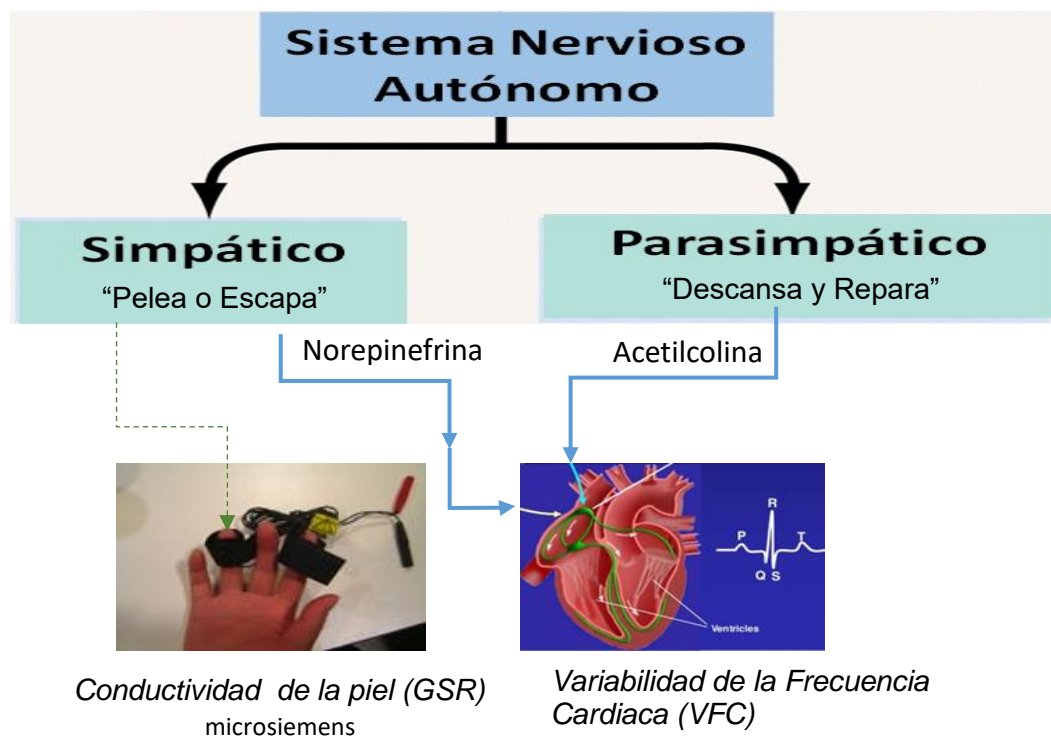 Sistema Nervioso
Autónomo
Simpático
“Pelea o Escapa”
Parasimpático
“Descansa y Repara”
Norepinefrina
Acetilcolina
R
P
T
Q S
Ventricles
Conductividad de la piel (GSR)
microsiemens
Variabilidad de la Frecuencia
Cardiaca (VFC)